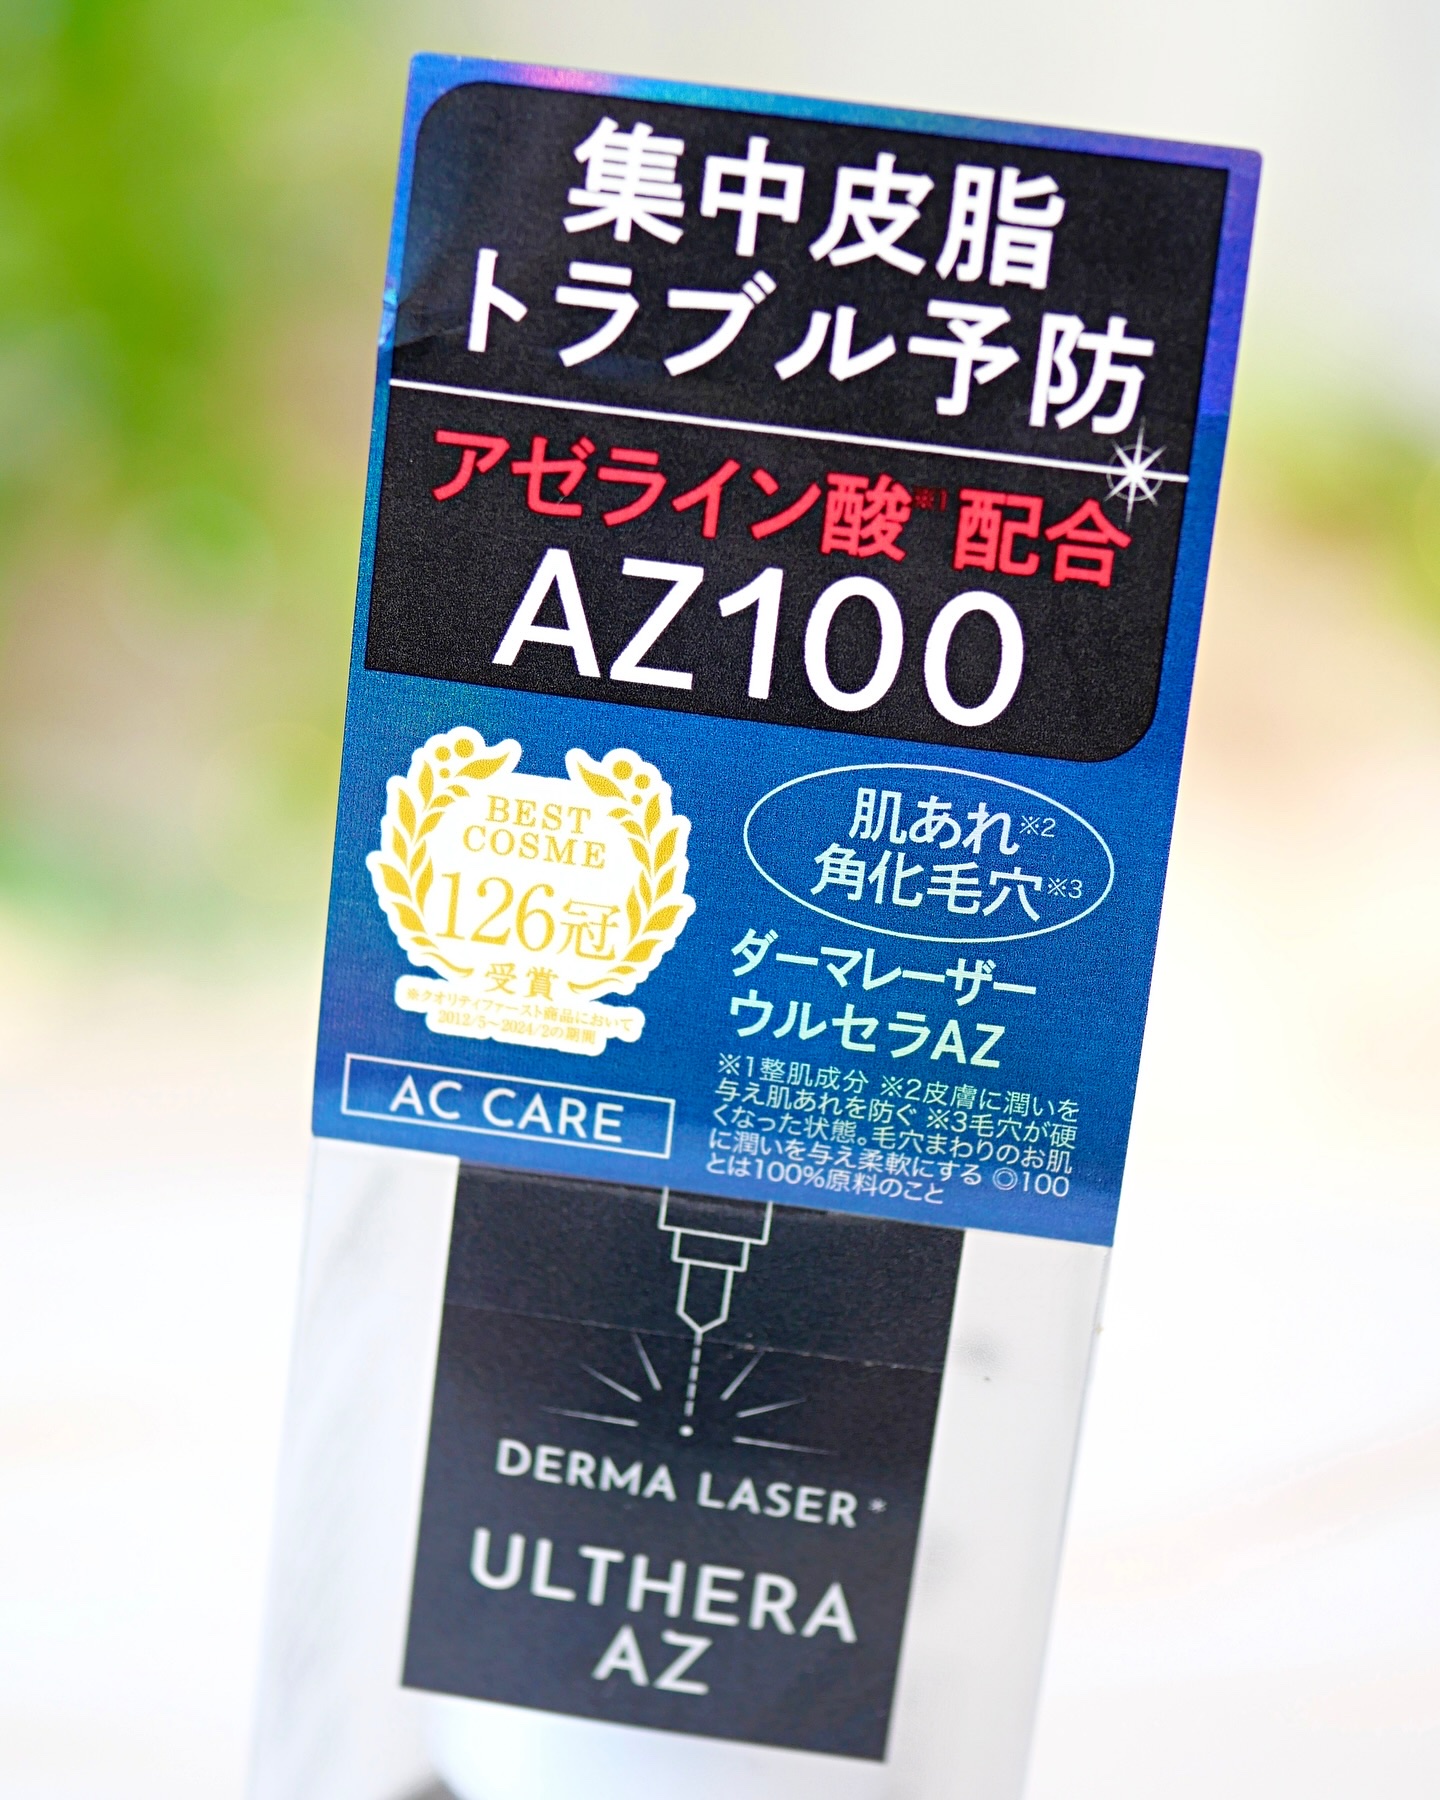 集中皮脂
トラブル予防
アゼライン酸※1配合
AZ100
BEST
COSME
126冠
受賞
※クオリティファースト商品において
2012/5〜2024/2の期間
AC CARE
肌あれ※2
角化毛穴※3
ダーマレーザー
ウルセラAZ
※1整肌成分 ※2皮膚に潤いを
与え肌あれを防ぐ ※3毛穴が硬
くなった状態。毛穴まわりのお肌
に潤いを与え柔軟にする ◎100
とは100%原料のこと
DERMA LASER*
ULTHERA
AZ